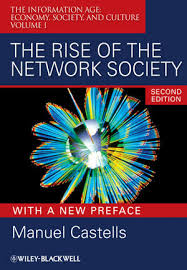 THE INFORMATION AGE:
ECONOMY, SOCIETY, AND CULTURE
VOLUME I
THE RISE OF THE
NETWORK SOCIETY
SECOND
EDITION
WITH A NEW PREFACE
Manuel Castells
WILEY-BLACKWELL